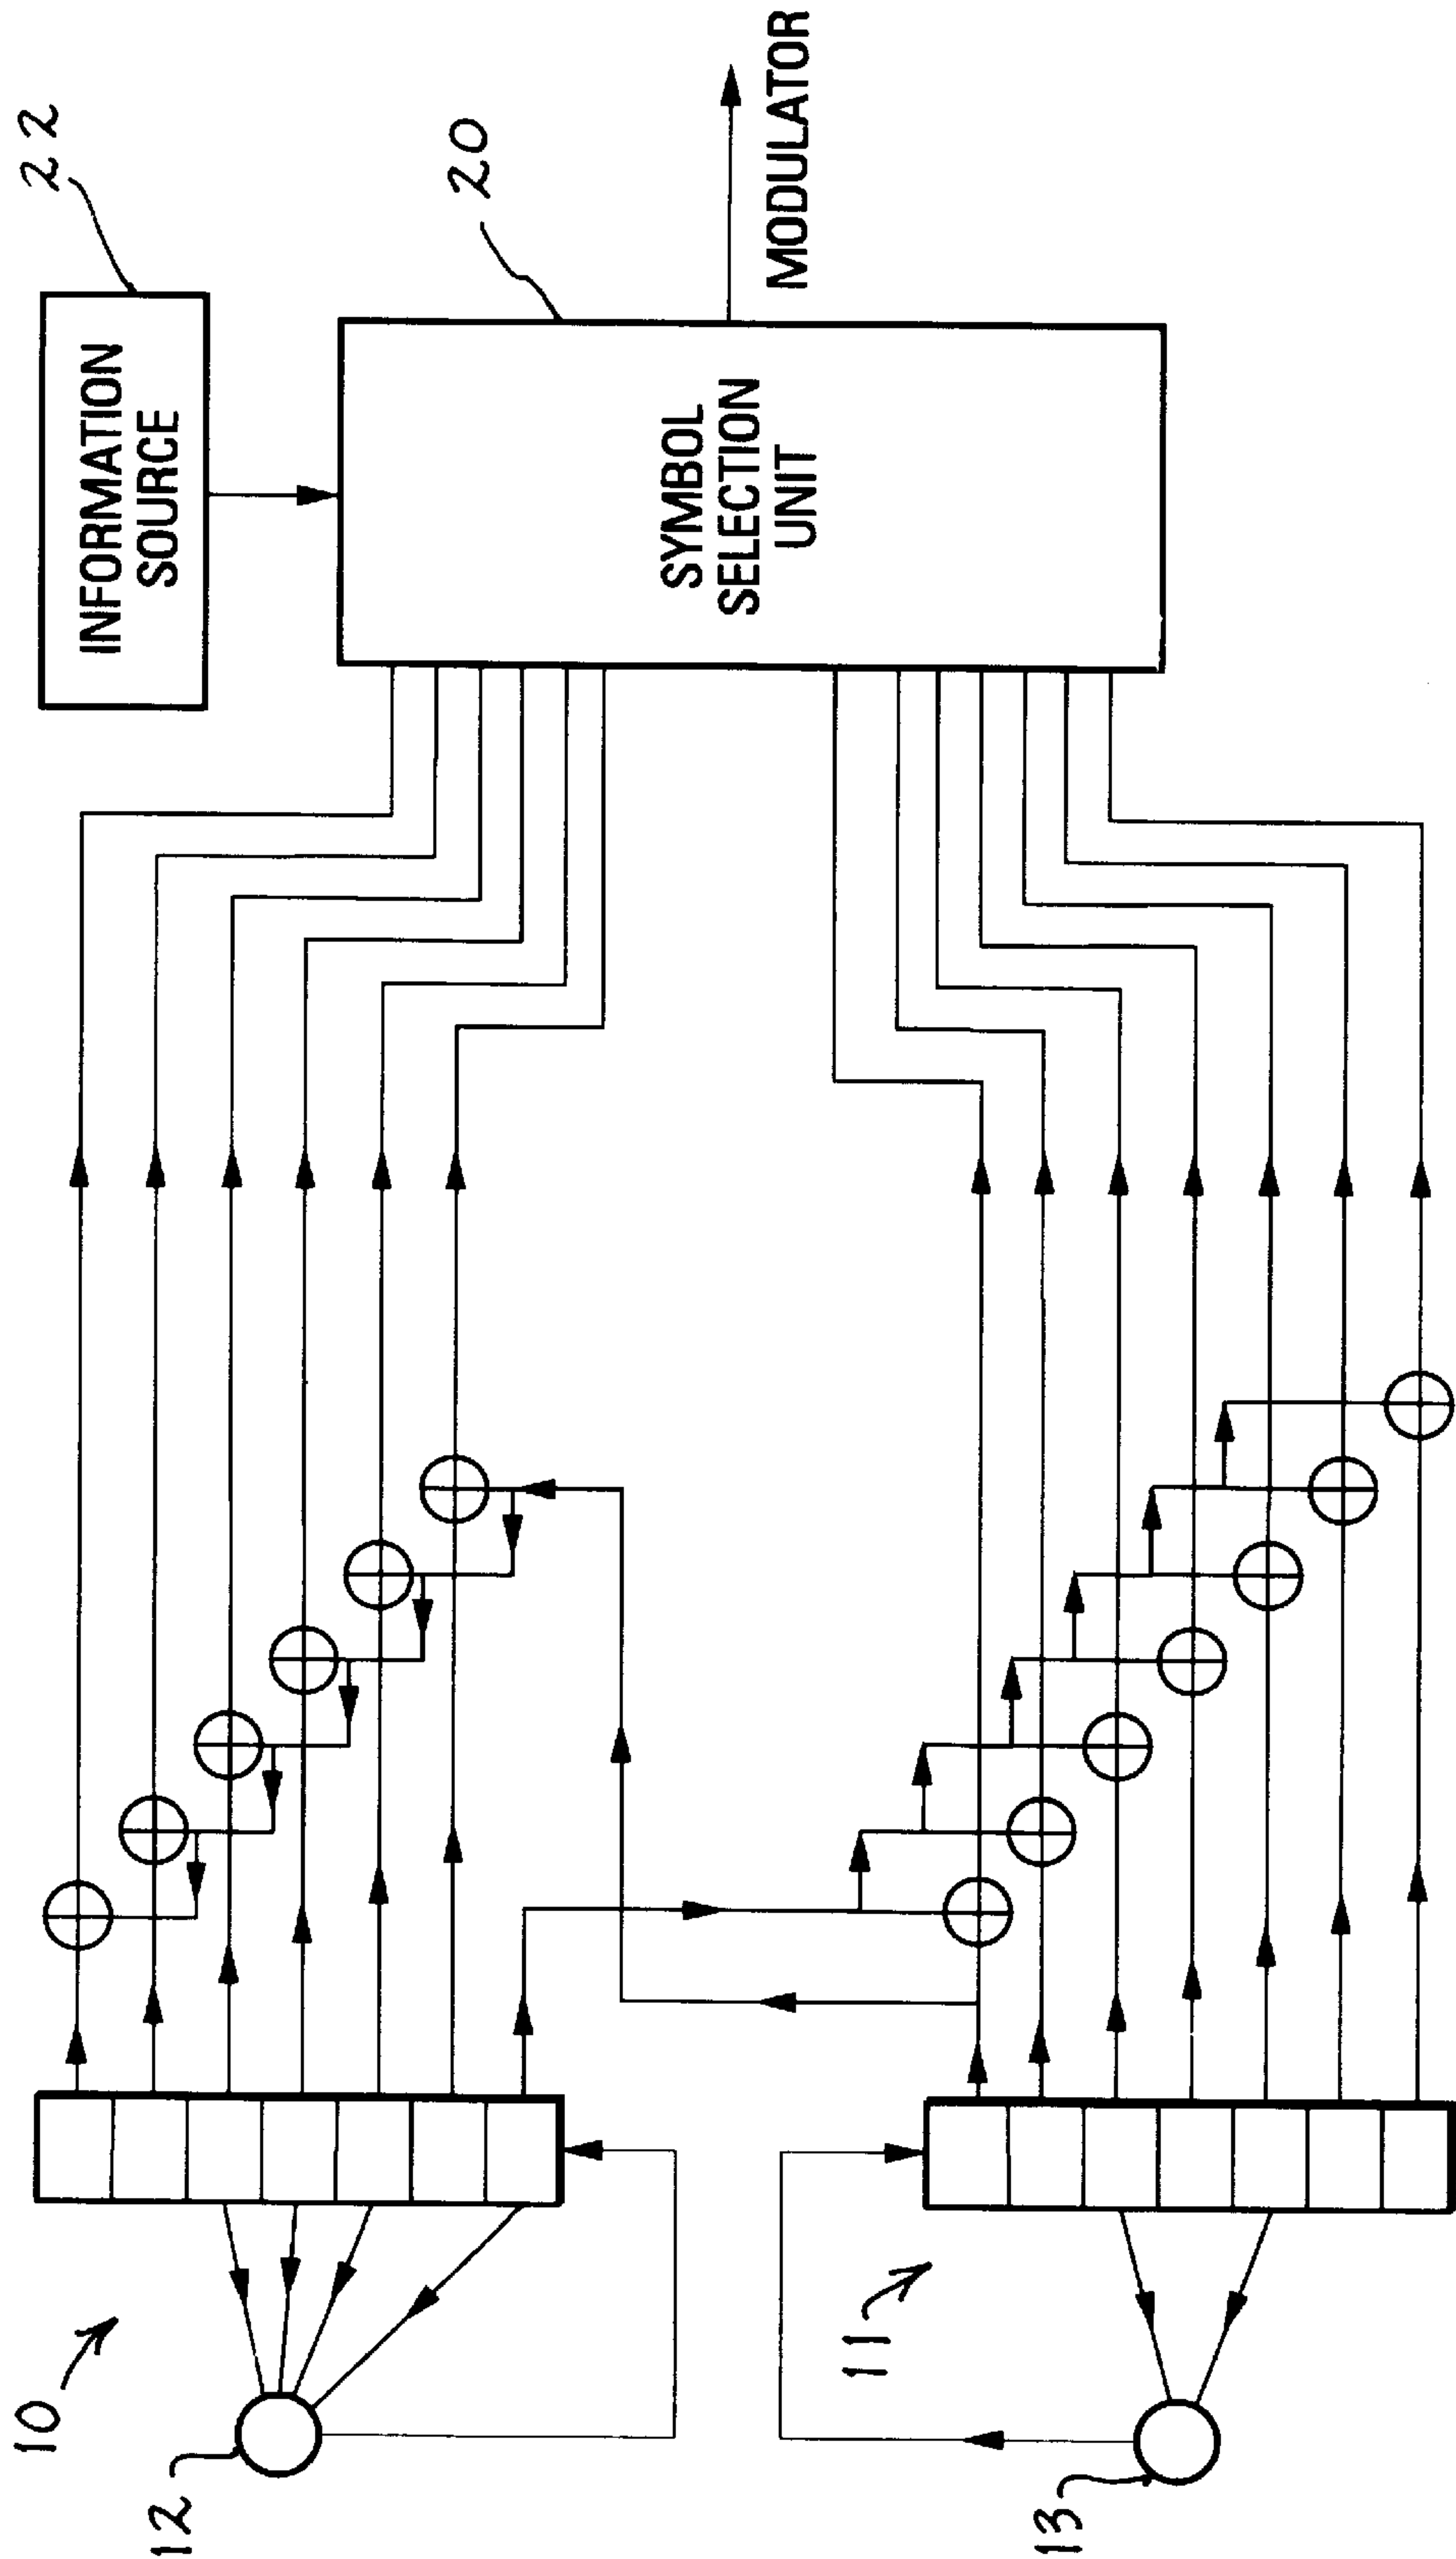 22
INFORMATION
SOURCE
20
SYMBOL
SELECTION
UNIT
MODULATOR
10
12
11
13